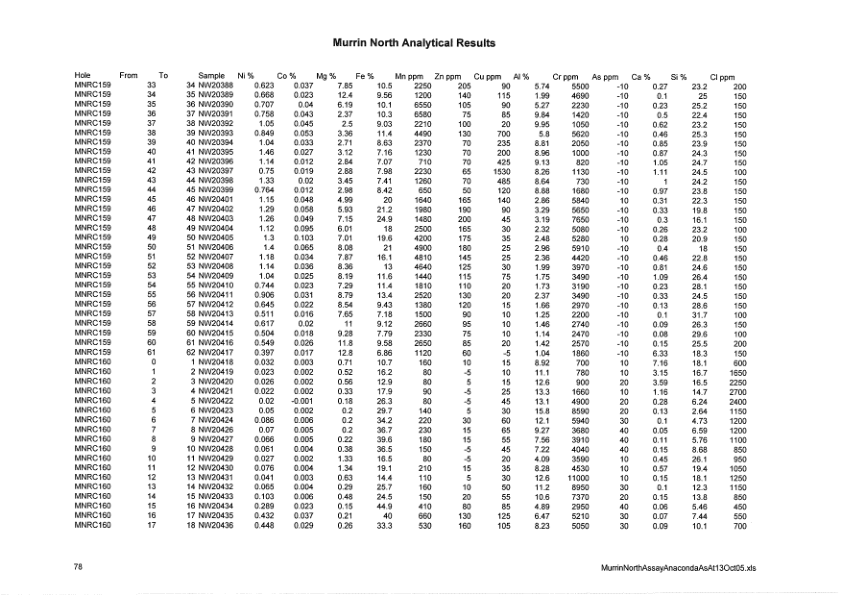 Murrin North Analytical Results
Hole From To Sample Ni % Co % Mg % Fe % Mn ppm Zn ppm Cu ppm Al % Cr ppm As ppm Ca % Si % Cl ppm
MNRC159 33 34 NW20388 0.623 0.037 7.85 10.5 2250 205 90 5.74 5500 -10 0.27 23.2 200
MNRC159 34 35 NW20389 0.668 0.023 12.4 9.56 1200 140 115 1.99 4690 -10 0.1 25 150
MNRC159 35 36 NW20390 0.707 0.04 6.19 10.1 6550 105 90 5.27 2230 -10 0.23 25.2 150
MNRC159 36 37 NW20391 0.758 0.043 2.37 10.3 6580 75 85 9.84 1420 -10 0.5 22.4 150
MNRC159 37 38 NW20392 1.05 0.045 2.5 9.03 2210 100 20 9.95 1050 -10 0.62 23.2 150
MNRC159 38 39 NW20393 0.849 0.053 3.36 11.4 4490 130 700 5.8 5620 -10 0.46 25.3 150
MNRC159 39 40 NW20394 1.04 0.033 2.71 8.63 2370 70 235 8.81 2050 -10 0.85 23.9 150
MNRC159 40 41 NW20395 1.46 0.027 3.12 7.16 1230 70 200 8.96 1000 -10 0.87 24.3 150
MNRC159 41 42 NW20396 1.14 0.012 2.84 7.07 710 70 425 9.13 820 -10 1.05 24.7 150
MNRC159 42 43 NW20397 0.75 0.019 2.88 7.98 2230 65 1530 8.26 1130 -10 1.11 24.5 100
MNRC159 43 44 NW20398 1.33 0.02 3.45 7.41 1260 70 485 8.64 730 -10 1 24.2 150
MNRC159 44 45 NW20399 0.764 0.012 2.98 8.42 650 50 120 8.88 1680 -10 0.97 23.8 150
MNRC159 45 46 NW20401 1.15 0.048 4.99 20 1640 165 140 2.86 5840 10 0.31 22.3 150
MNRC159 46 47 NW20402 1.29 0.058 5.93 21.2 1980 190 90 3.29 5650 -10 0.33 19.8 150
MNRC159 47 48 NW20403 1.26 0.049 7.15 24.9 1480 200 45 3.19 7650 -10 0.3 16.1 150
MNRC159 48 49 NW20404 1.12 0.095 6.01 18 2500 165 30 2.32 5080 -10 0.26 23.2 100
MNRC159 49 50 NW20405 1.3 0.103 7.01 19.6 4200 175 35 2.48 5280 10 0.28 20.9 150
MNRC159 50 51 NW20406 1.4 0.065 8.08 21 4900 180 25 2.96 5910 -10 0.4 18 150
MNRC159 51 52 NW20407 1.18 0.034 7.87 16.1 4810 145 25 2.36 4420 -10 0.46 22.8 150
MNRC159 52 53 NW20408 1.14 0.036 8.36 13 4640 125 30 1.99 3970 -10 0.81 24.6 150
MNRC159 53 54 NW20409 1.04 0.025 8.19 11.6 1440 115 75 1.75 3490 -10 1.09 26.4 150
MNRC159 54 55 NW20410 0.744 0.023 7.29 11.4 1810 110 20 1.73 3190 -10 0.23 28.1 150
MNRC159 55 56 NW20411 0.906 0.031 8.79 13.4 2520 130 20 2.37 3490 -10 0.33 24.5 150
MNRC159 56 57 NW20412 0.645 0.022 8.54 9.43 1380 120 15 1.66 2970 -10 0.13 28.6 150
MNRC159 57 58 NW20413 0.511 0.016 7.65 7.18 1500 90 10 1.25 2200 -10 0.1 31.7 100
MNRC159 58 59 NW20414 0.617 0.02 11 9.12 2660 95 10 1.46 2740 -10 0.09 26.3 150
MNRC159 59 60 NW20415 0.504 0.018 9.28 7.79 2330 75 10 1.14 2470 -10 0.08 29.6 100
MNRC159 60 61 NW20416 0.549 0.026 11.8 9.58 2650 85 20 1.42 2570 -10 0.15 25.5 200
MNRC159 61 62 NW20417 0.397 0.017 12.8 6.86 1120 60 -5 1.04 1860 -10 6.33 18.3 150
MNRC160 0 1 NW20418 0.032 0.003 0.71 10.7 160 10 15 8.92 700 10 7.16 18.1 600
MNRC160 1 2 NW20419 0.023 0.002 0.52 16.2 80 -5 10 11.1 780 10 3.15 16.7 1650
MNRC160 2 3 NW20420 0.026 0.002 0.56 12.9 80 5 15 12.6 900 20 3.59 16.5 2250
MNRC160 3 4 NW20421 0.022 0.002 0.33 17.9 90 -5 25 13.3 1660 10 1.16 14.7 2700
MNRC160 4 5 NW20422 0.02 -0.001 0.18 26.3 80 -5 45 13.1 4900 20 0.28 6.24 2400
MNRC160 5 6 NW20423 0.05 0.002 0.2 29.7 140 5 30 15.8 8590 20 0.13 2.64 1150
MNRC160 6 7 NW20424 0.086 0.006 0.2 34.2 220 30 60 12.1 5940 30 0.1 4.73 1200
MNRC160 7 8 NW20426 0.07 0.005 0.2 36.7 230 15 65 9.27 3680 40 0.05 6.59 1200
MNRC160 8 9 NW20427 0.066 0.005 0.22 39.6 180 15 55 7.56 3910 40 0.11 5.76 1100
MNRC160 9 10 NW20428 0.061 0.004 0.38 36.5 150 -5 45 7.22 4040 40 0.15 8.68 850
MNRC160 10 11 NW20429 0.027 0.002 1.33 16.5 80 -5 20 4.09 3590 10 0.45 26.1 950
MNRC160 11 12 NW20430 0.076 0.004 1.34 19.1 210 15 35 8.28 4530 10 0.57 19.4 1050
MNRC160 12 13 NW20431 0.041 0.003 0.63 14.4 110 5 30 12.6 11000 10 0.15 18.1 1250
MNRC160 13 14 NW20432 0.065 0.004 0.29 25.7 160 10 50 11.2 8950 30 0.1 12.3 1150
MNRC160 14 15 NW20433 0.103 0.006 0.48 24.5 150 20 55 10.6 7370 20 0.15 13.8 850
MNRC160 15 16 NW20434 0.289 0.023 0.15 44.9 410 80 85 4.89 2950 40 0.06 5.46 450
MNRC160 16 17 NW20435 0.432 0.037 0.21 40 660 130 125 6.47 5210 30 0.07 7.44 550
MNRC160 17 18 NW20436 0.448 0.029 0.26 33.3 530 160 105 8.23 5050 30 0.09 10.1 700
78 MurrinNorthAssayAnacondaAsAt13Oct05.xls